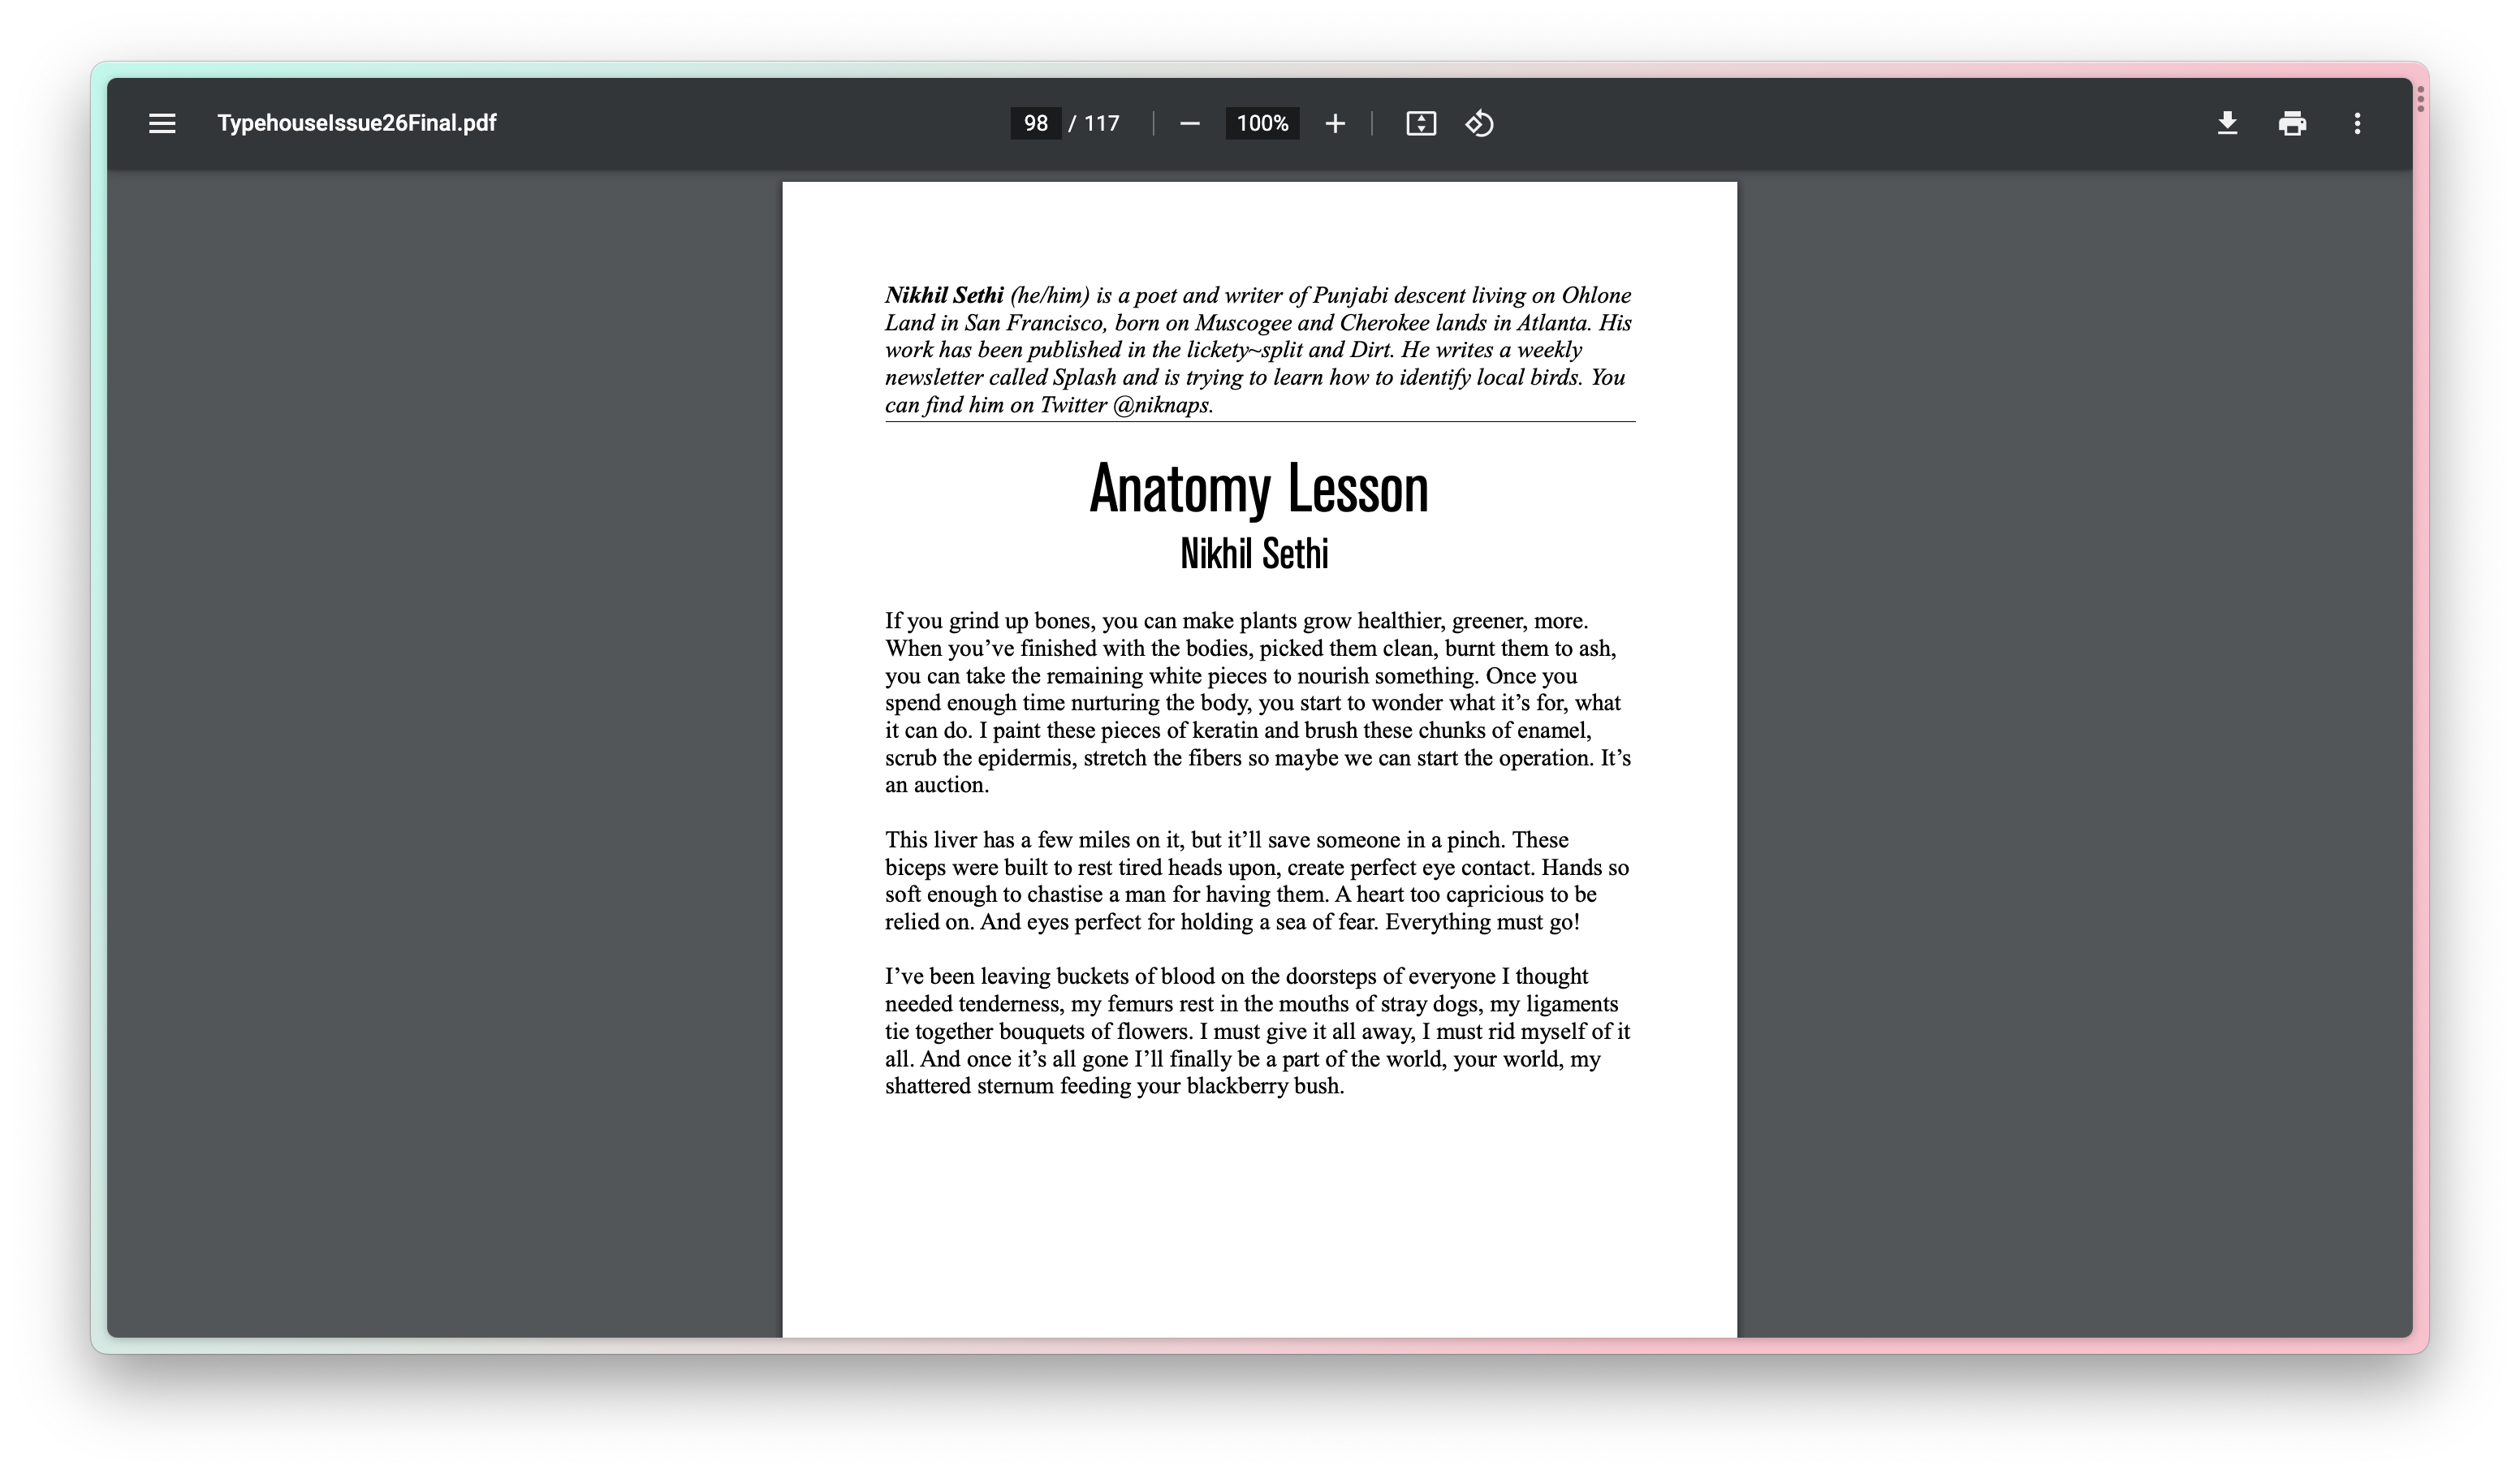 TypehouseIssue26Final.pdf
98 / 117
100%
Nikhil Sethi (he/him) is a poet and writer of Punjabi descent living on Ohlone
Land in San Francisco, born on Muscogee and Cherokee lands in Atlanta. His
work has been published in the lickety~split and Dirt. He writes a weekly
newsletter called Splash and is trying to learn how to identify local birds. You
can find him on Twitter @niknaps.
Anatomy Lesson
Nikhil Sethi
If you grind up bones, you can make plants grow healthier, greener, more.
When you’ve finished with the bodies, picked them clean, burnt them to ash,
you can take the remaining white pieces to nourish something. Once you
spend enough time nurturing the body, you start to wonder what it’s for, what
it can do. I paint these pieces of keratin and brush these chunks of enamel,
scrub the epidermis, stretch the fibers so maybe we can start the operation. It’s
an auction.
This liver has a few miles on it, but it’ll save someone in a pinch. These
biceps were built to rest tired heads upon, create perfect eye contact. Hands so
soft enough to chastise a man for having them. A heart too capricious to be
relied on. And eyes perfect for holding a sea of fear. Everything must go!
I’ve been leaving buckets of blood on the doorsteps of everyone I thought
needed tenderness, my femurs rest in the mouths of stray dogs, my ligaments
tie together bouquets of flowers. I must give it all away, I must rid myself of it
all. And once it’s all gone I’ll finally be a part of the world, your world, my
shattered sternum feeding your blackberry bush.